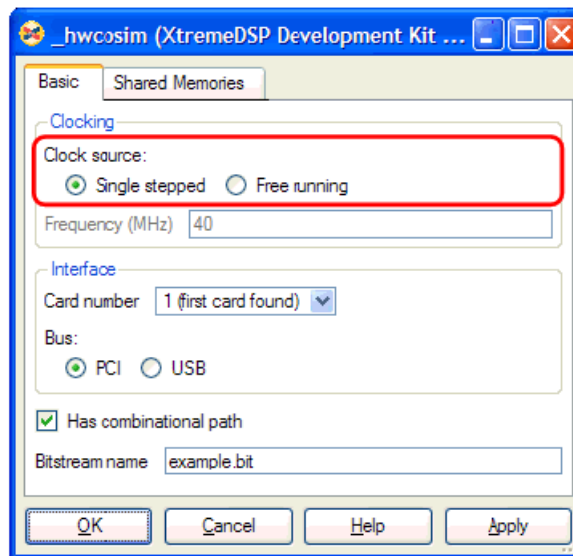 _hwcosim (XtremeDSP Development Kit ...
Basic Shared Memories
Clocking
Clock source:
Single stepped Free running
Frequency (MHz) 40
Interface
Card number 1 (first card found)
Bus:
PCI USB
Has combinational path
Bitstream name example.bit
OK Cancel Help Apply